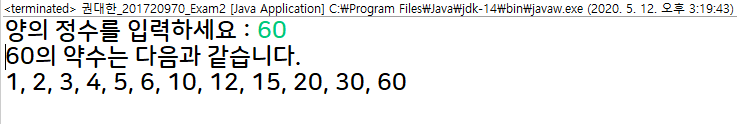 <terminated> 권대한_201720970_Exam2 [Java Application] C:₩Program Files₩Java₩jdk-14₩bin₩javaw.exe (2020. 5. 12. 오후 3:19:43)
양의 정수를 입력하세요 : 60
60의 약수는 다음과 같습니다.
1, 2, 3, 4, 5, 6, 10, 12, 15, 20, 30, 60